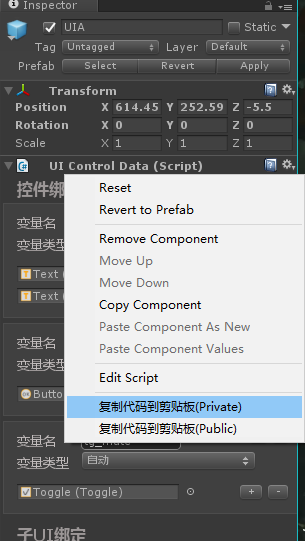 Inspector
UIA
Static
Tag Untagged Layer Default
Prefab Select Revert Apply
Transform
Position X 614.45 Y 252.59 Z -5.5
Rotation X 0 Y 0 Z 0
Scale X 1 Y 1 Z 1
UI Control Data (Script)
控件绑
变量名
变量类型
Text (
Text (
变量名
变量类型
Butto
变量名
变量类型 自动
Toggle (Toggle)
+ -
子UI绑定
Reset
Revert to Prefab
Remove Component
Move Up
Move Down
Copy Component
Paste Component As New
Paste Component Values
Edit Script
复制代码到剪贴板(Private)
复制代码到剪贴板(Public)